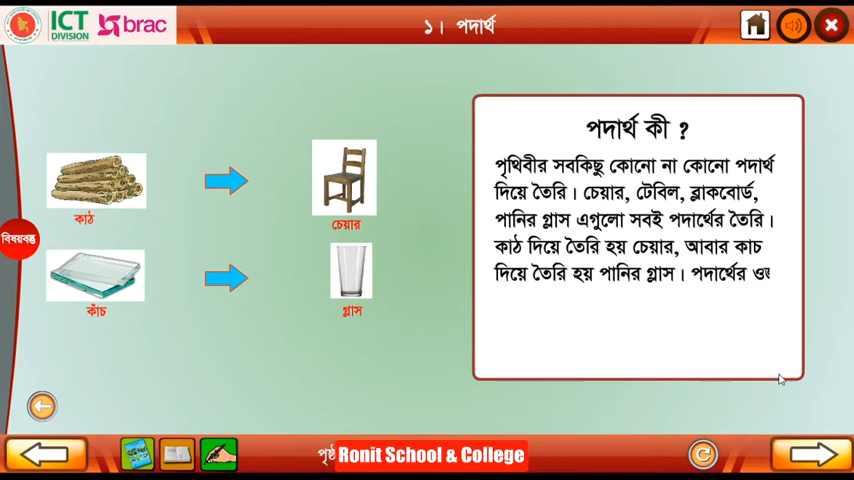 ICT
DIVISION
brac
১। পদার্থ
পদার্থ কী ?
পৃথিবীর সবকিছু কোনো না কোনো পদার্থ
দিয়ে তৈরি। চেয়ার, টেবিল, ব্লাকবোর্ড,
পানির গ্লাস এগুলো সবই পদার্থের তৈরি।
কাঠ দিয়ে তৈরি হয় চেয়ার, আবার কাচ
দিয়ে তৈরি হয় পানির গ্লাস। পদার্থের
কাঠ
চেয়ার
বিষয়বস্তু
কাঁচ
গ্লাস
Ronit School & College